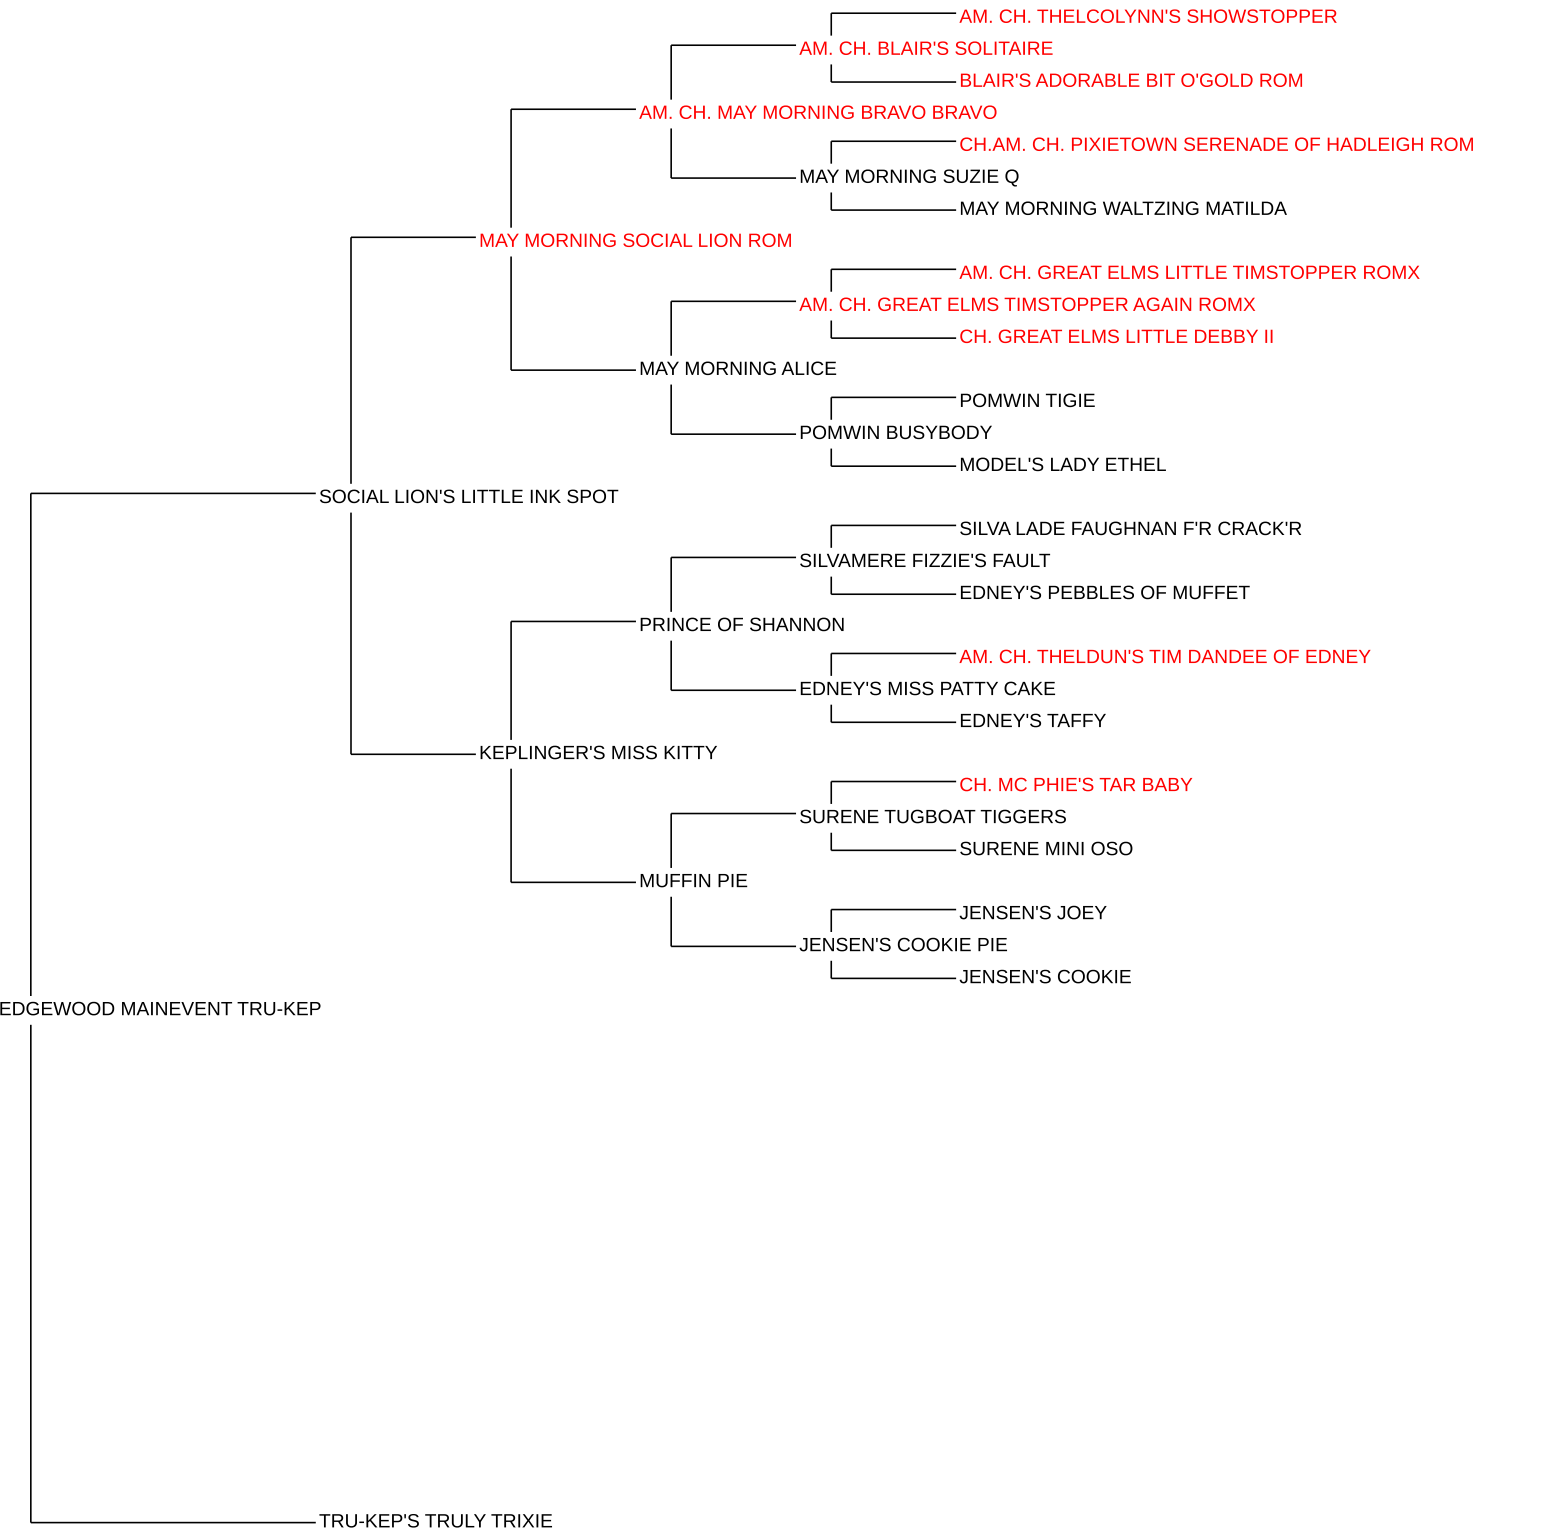 AM. CH. THELCOLYNN'S SHOWSTOPPER
AM. CH. BLAIR'S SOLITAIRE
BLAIR'S ADORABLE BIT O'GOLD ROM
AM. CH. MAY MORNING BRAVO BRAVO
CH.AM. CH. PIXIETOWN SERENADE OF HADLEIGH ROM
MAY MORNING SUZIE Q
MAY MORNING WALTZING MATILDA
MAY MORNING SOCIAL LION ROM
AM. CH. GREAT ELMS LITTLE TIMSTOPPER ROMX
AM. CH. GREAT ELMS TIMSTOPPER AGAIN ROMX
CH. GREAT ELMS LITTLE DEBBY II
MAY MORNING ALICE
POMWIN TIGIE
POMWIN BUSYBODY
MODEL'S LADY ETHEL
SOCIAL LION'S LITTLE INK SPOT
SILVA LADE FAUGHNAN F'R CRACK'R
SILVAMERE FIZZIE'S FAULT
EDNEY'S PEBBLES OF MUFFET
PRINCE OF SHANNON
AM. CH. THELDUN'S TIM DANDEE OF EDNEY
EDNEY'S MISS PATTY CAKE
EDNEY'S TAFFY
KEPLINGER'S MISS KITTY
CH. MC PHIE'S TAR BABY
SURENE TUGBOAT TIGGERS
SURENE MINI OSO
MUFFIN PIE
JENSEN'S JOEY
JENSEN'S COOKIE PIE
JENSEN'S COOKIE
EDGEWOOD MAINEVENT TRU-KEP
TRU-KEP'S TRULY TRIXIE